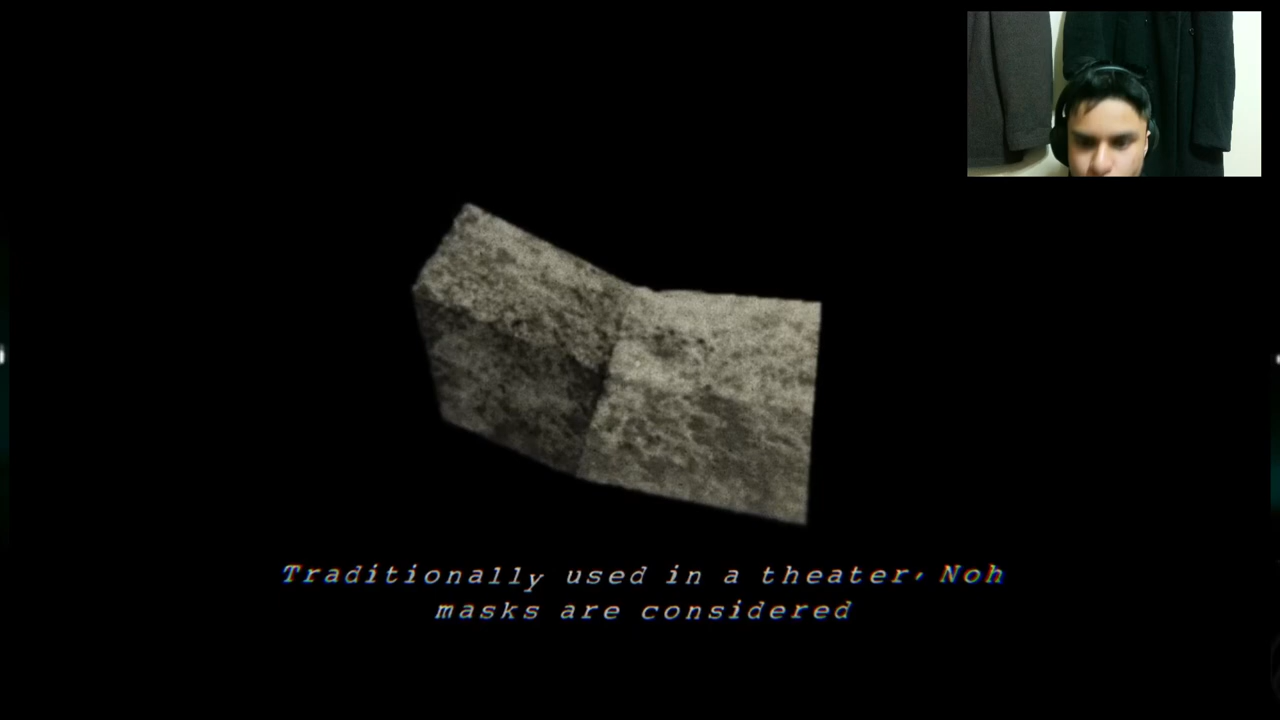 Traditionally used in a theater, Noh
masks are considered